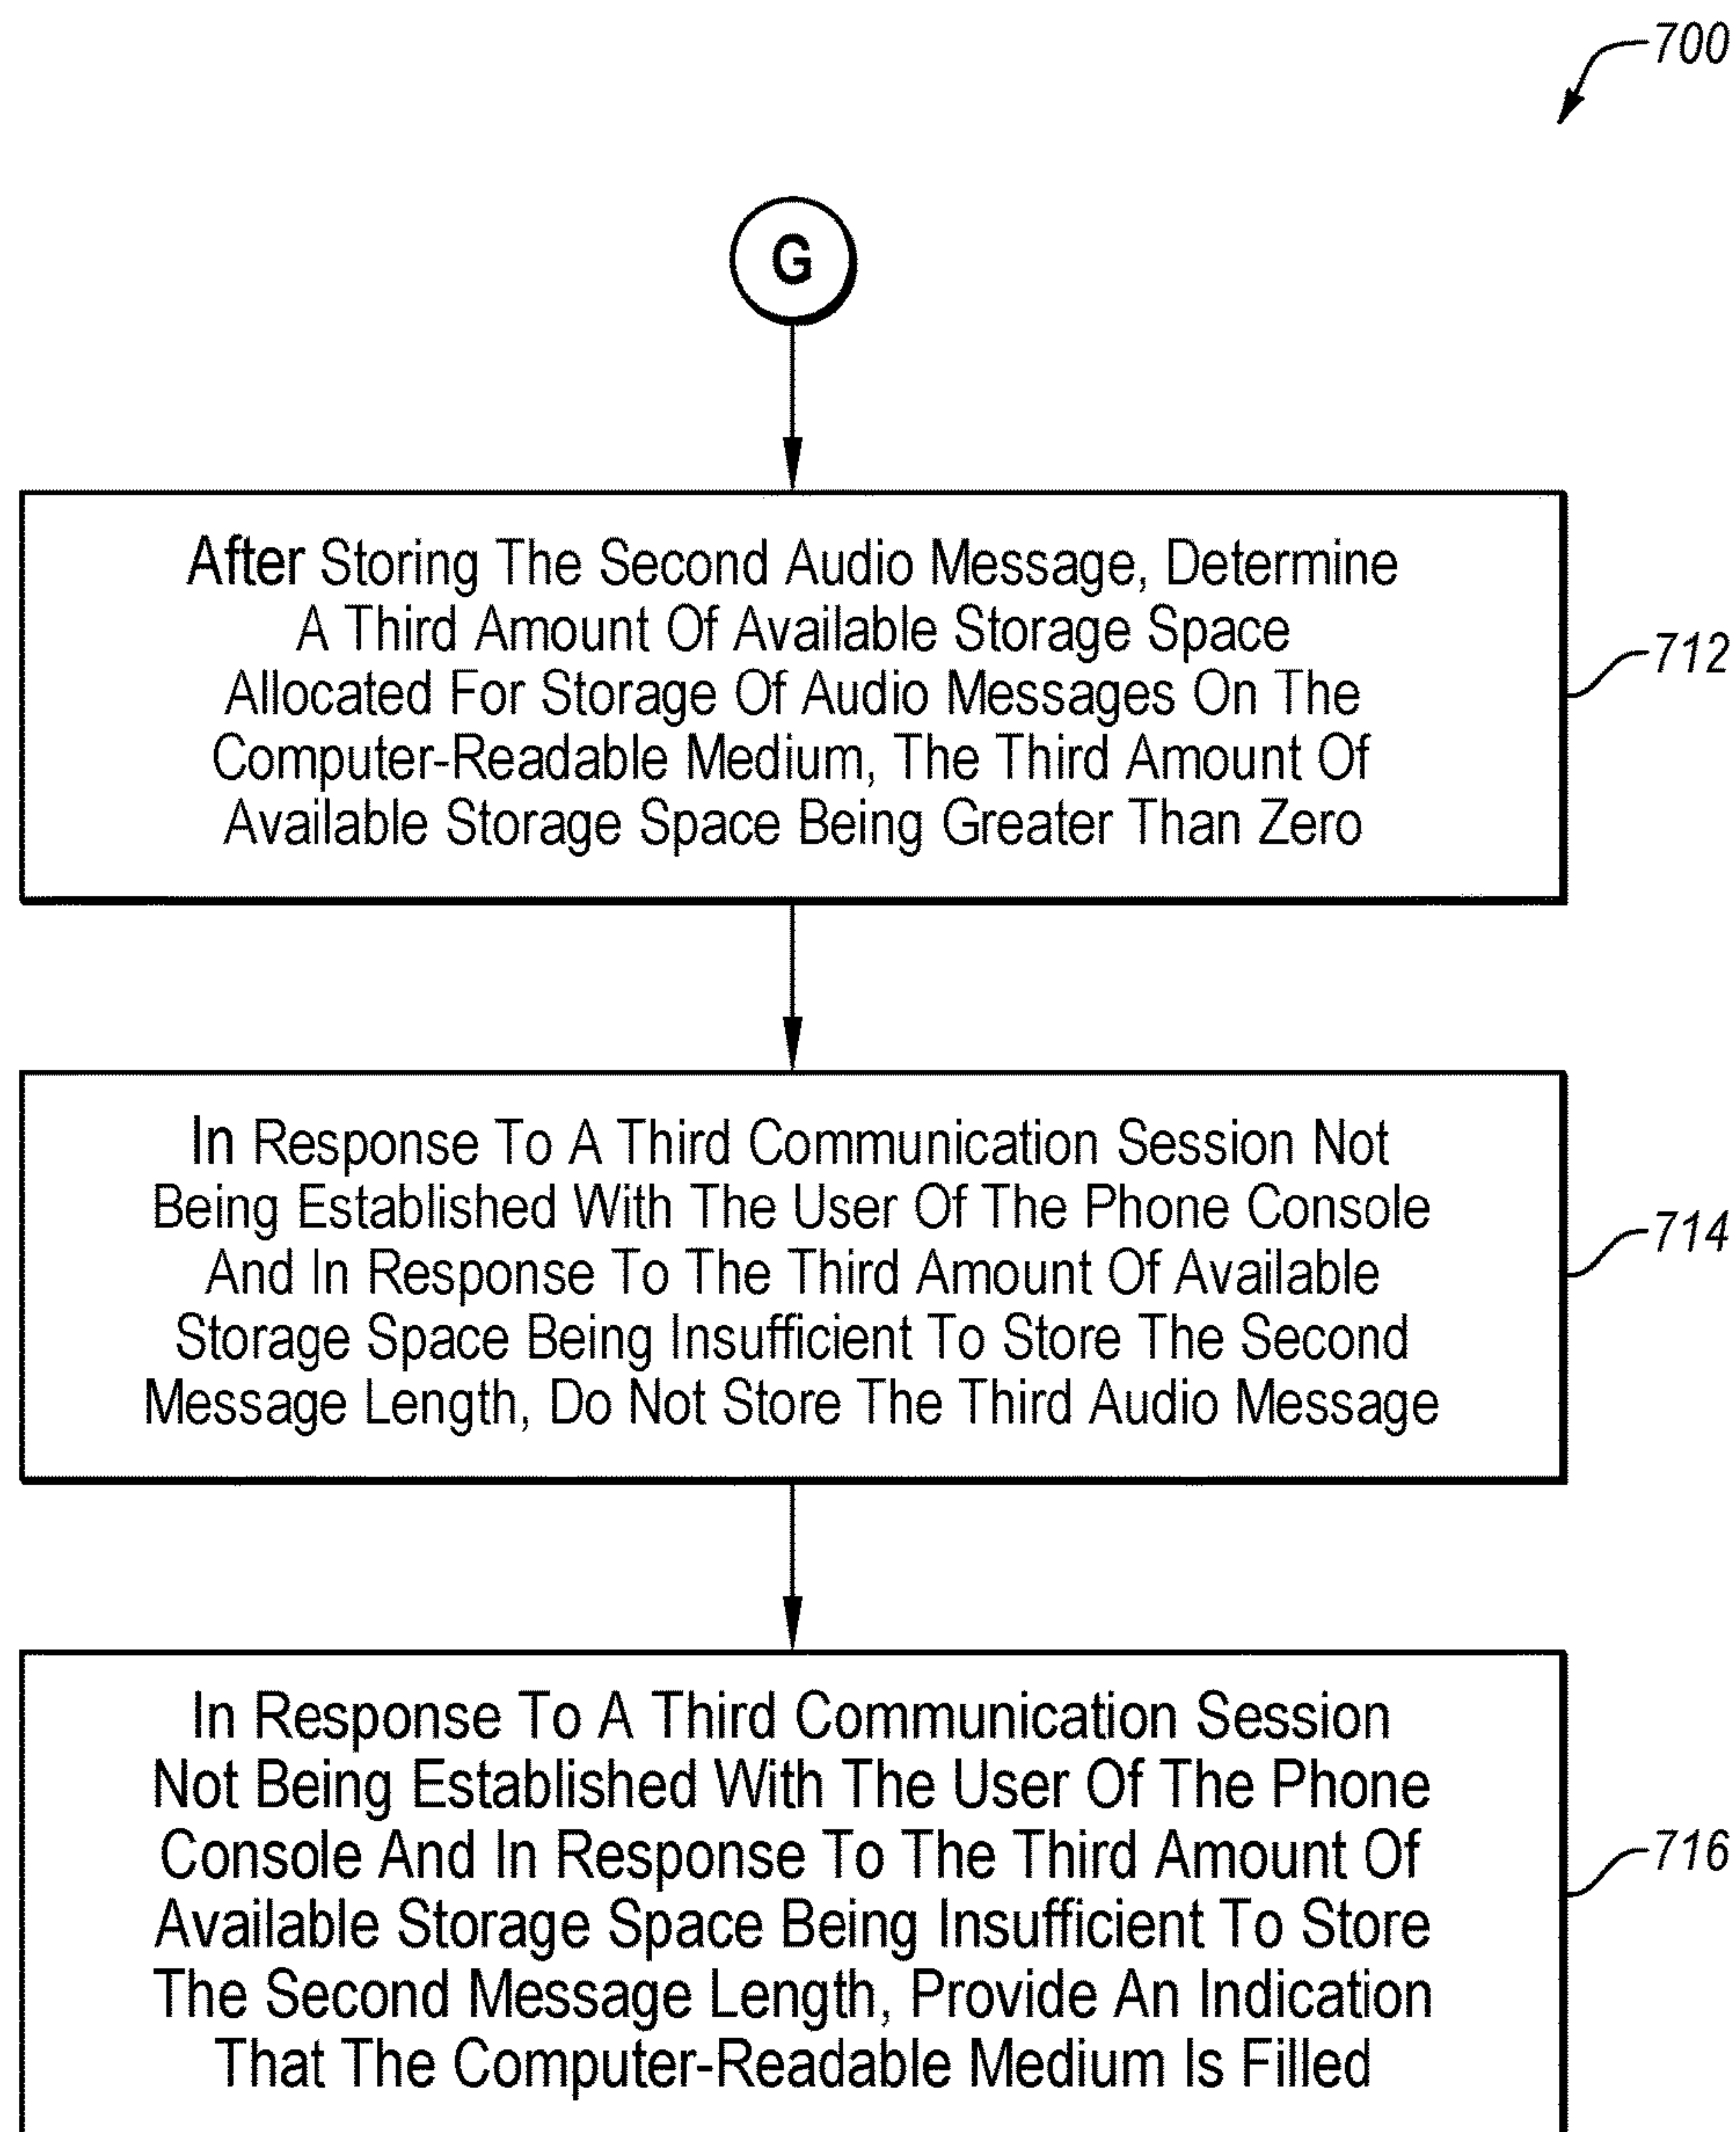 700
G
After Storing The Second Audio Message, Determine
A Third Amount Of Available Storage Space
Allocated For Storage Of Audio Messages On The
Computer-Readable Medium, The Third Amount Of
Available Storage Space Being Greater Than Zero
712
In Response To A Third Communication Session Not
Being Established With The User Of The Phone Console
And In Response To The Third Amount Of Available
Storage Space Being Insufficient To Store The Second
Message Length, Do Not Store The Third Audio Message
714
In Response To A Third Communication Session
Not Being Established With The User Of The Phone
Console And In Response To The Third Amount Of
Available Storage Space Being Insufficient To Store
The Second Message Length, Provide An Indication
That The Computer-Readable Medium Is Filled
716